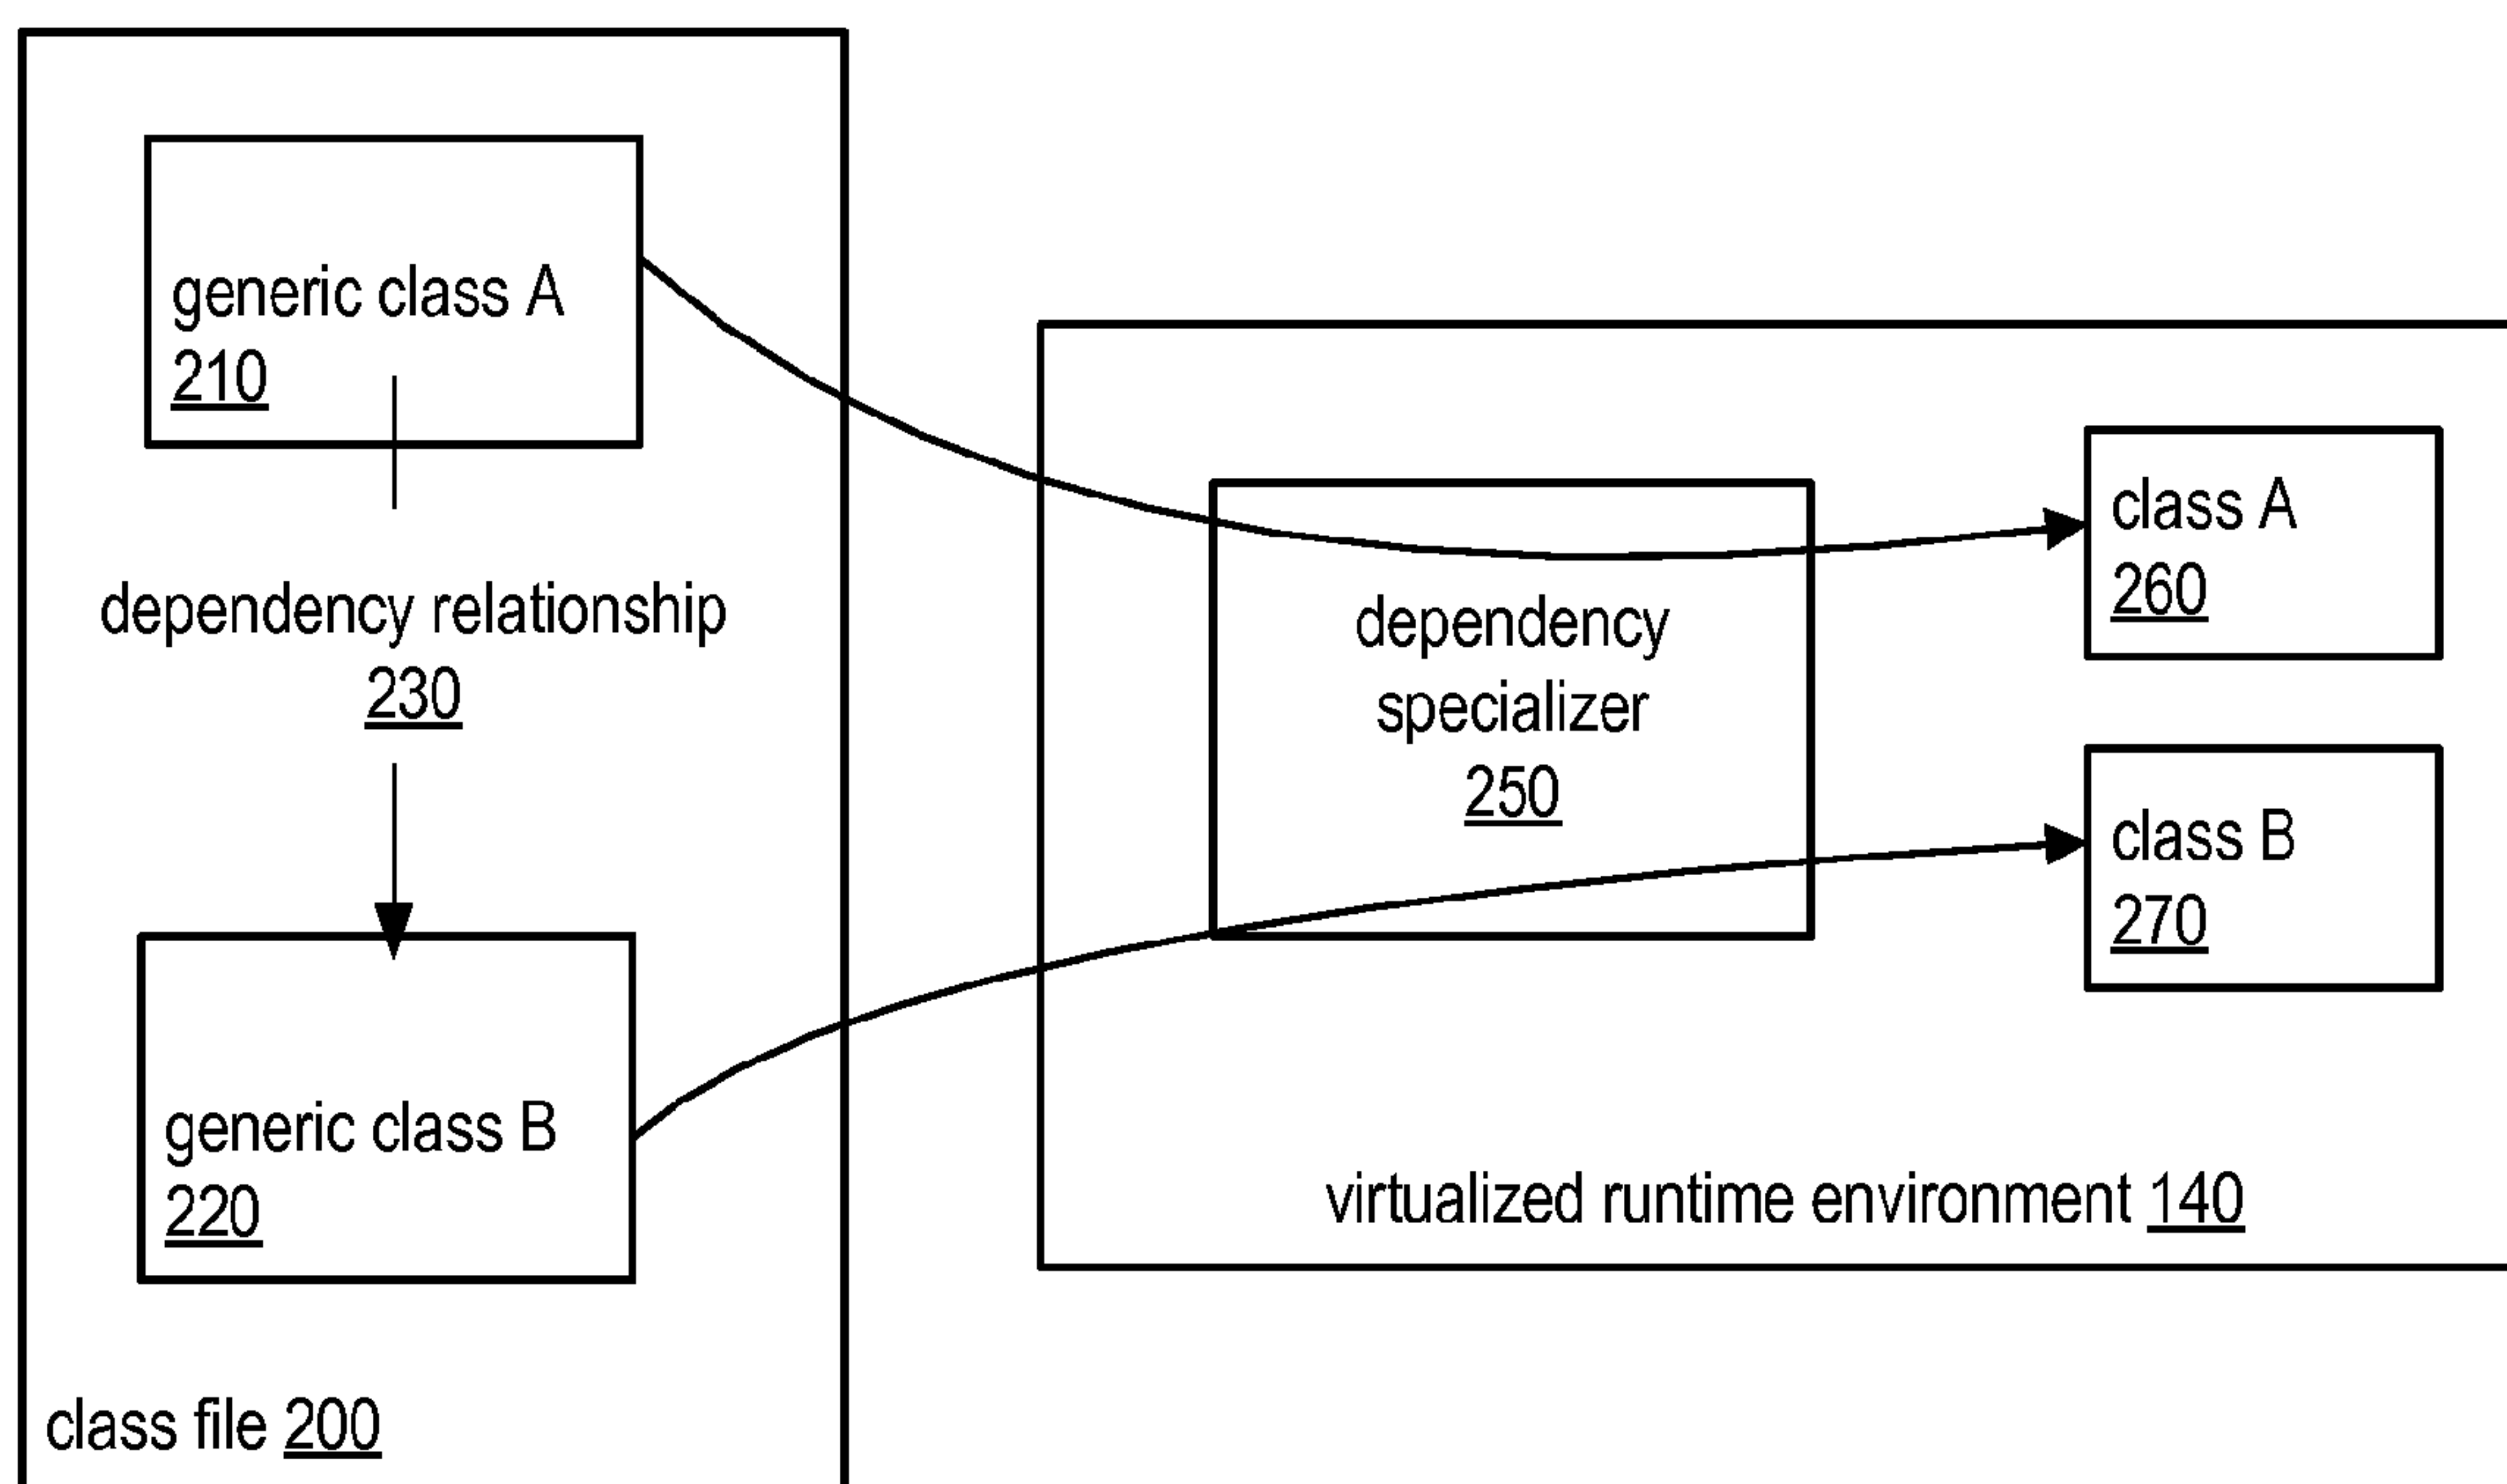 generic class A
210
dependency relationship
230
generic class B
220
class file 200
dependency
specializer
250
class A
260
class B
270
virtualized runtime environment 140